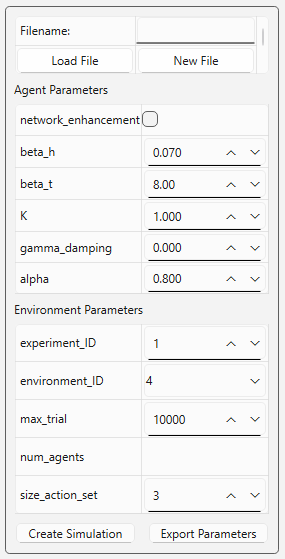 Filename:
Load File New File
Agent Parameters
network_enhancement
beta_h 0.070
beta_t 8.00
K 1.000
gamma_damping 0.000
alpha 0.800
Environment Parameters
experiment_ID 1
environment_ID 4
max_trial 10000
num_agents
size_action_set 3
Create Simulation Export Parameters